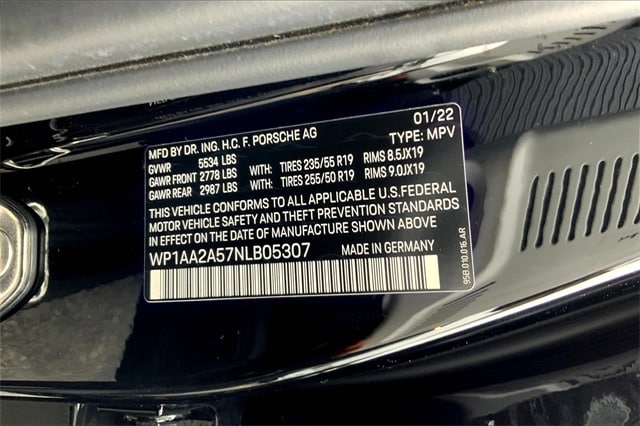 01/22
MFD BY DR. ING. H.C. F. PORSCHE AG TYPE: MPV
GVWR 5534 LBS
GAWR FRONT 2778 LBS WITH: TIRES 235/55 R19 RIMS 8.5JX19
GAWR REAR 2987 LBS WITH: TIRES 255/50 R19 RIMS 9.0JX19
THIS VEHICLE CONFORMS TO ALL APPLICABLE U.S.FEDERAL
MOTOR VEHICLE SAFETY AND THEFT PREVENTION STANDARDS
IN EFFECT ON THE DATE OF MANUFACTURE SHOWN ABOVE
WP1AA2A57NLB05307 MADE IN GERMANY
95B.010.016.AR